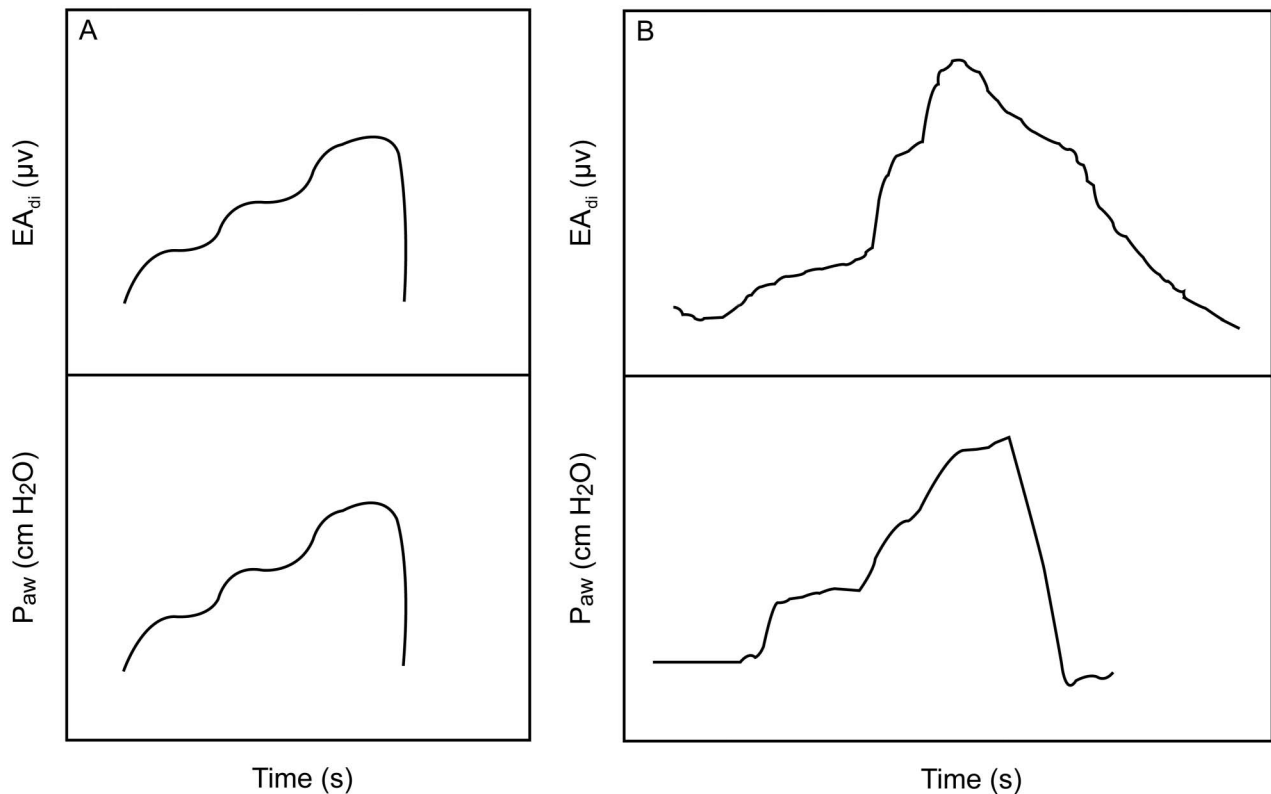 A
EAdi (μv)
Paw (cm H2O)
Time (s)
B
EAdi (μv)
Paw (cm H2O)
Time (s)